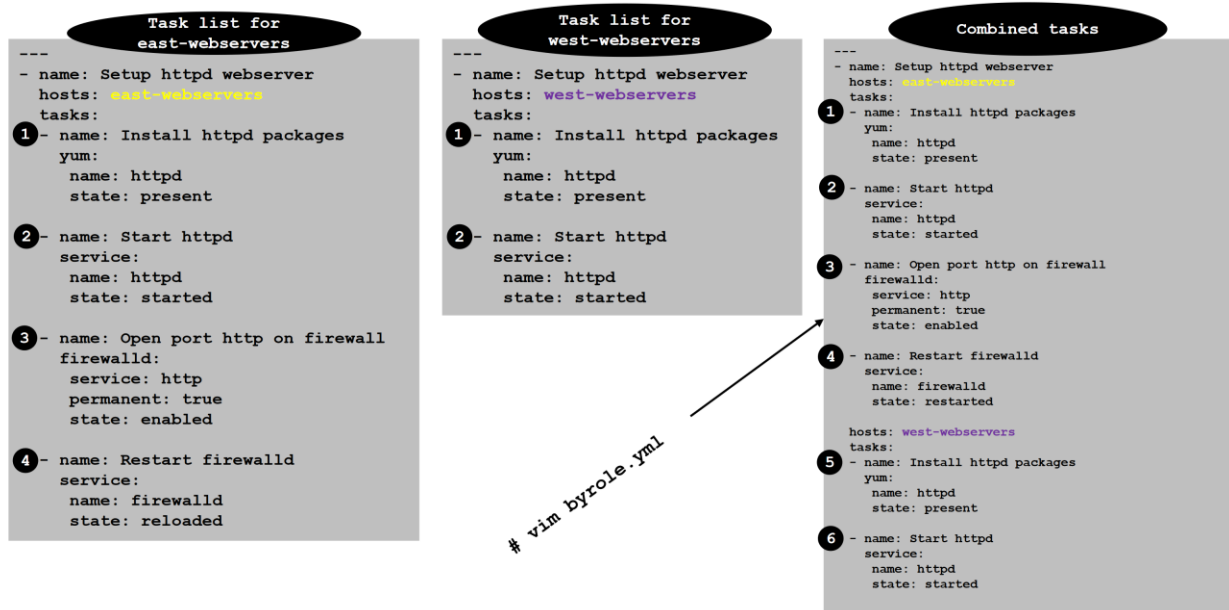 Task list for
east-webservers
---
- name: Setup httpd webserver
hosts: east-webservers
tasks:
1 - name: Install httpd packages
yum:
name: httpd
state: present
2 - name: Start httpd
service:
name: httpd
state: started
3 - name: Open port http on firewall
firewalld:
service: http
permanent: true
state: enabled
4 - name: Restart firewalld
service:
name: firewalld
state: reloaded
Task list for
west-webservers
---
- name: Setup httpd webserver
hosts: west-webservers
tasks:
1 - name: Install httpd packages
yum:
name: httpd
state: present
2 - name: Start httpd
service:
name: httpd
state: started
# vim byrole.yml
Combined tasks
---
- name: Setup httpd webserver
hosts: east-webservers
tasks:
1 - name: Install httpd packages
yum:
name: httpd
state: present
2 - name: Start httpd
service:
name: httpd
state: started
3 - name: Open port http on firewall
firewalld:
service: http
permanent: true
state: enabled
4 - name: Restart firewalld
service:
name: firewalld
state: restarted
hosts: west-webservers
tasks:
5 - name: Install httpd packages
yum:
name: httpd
state: present
6 - name: Start httpd
service:
name: httpd
state: started